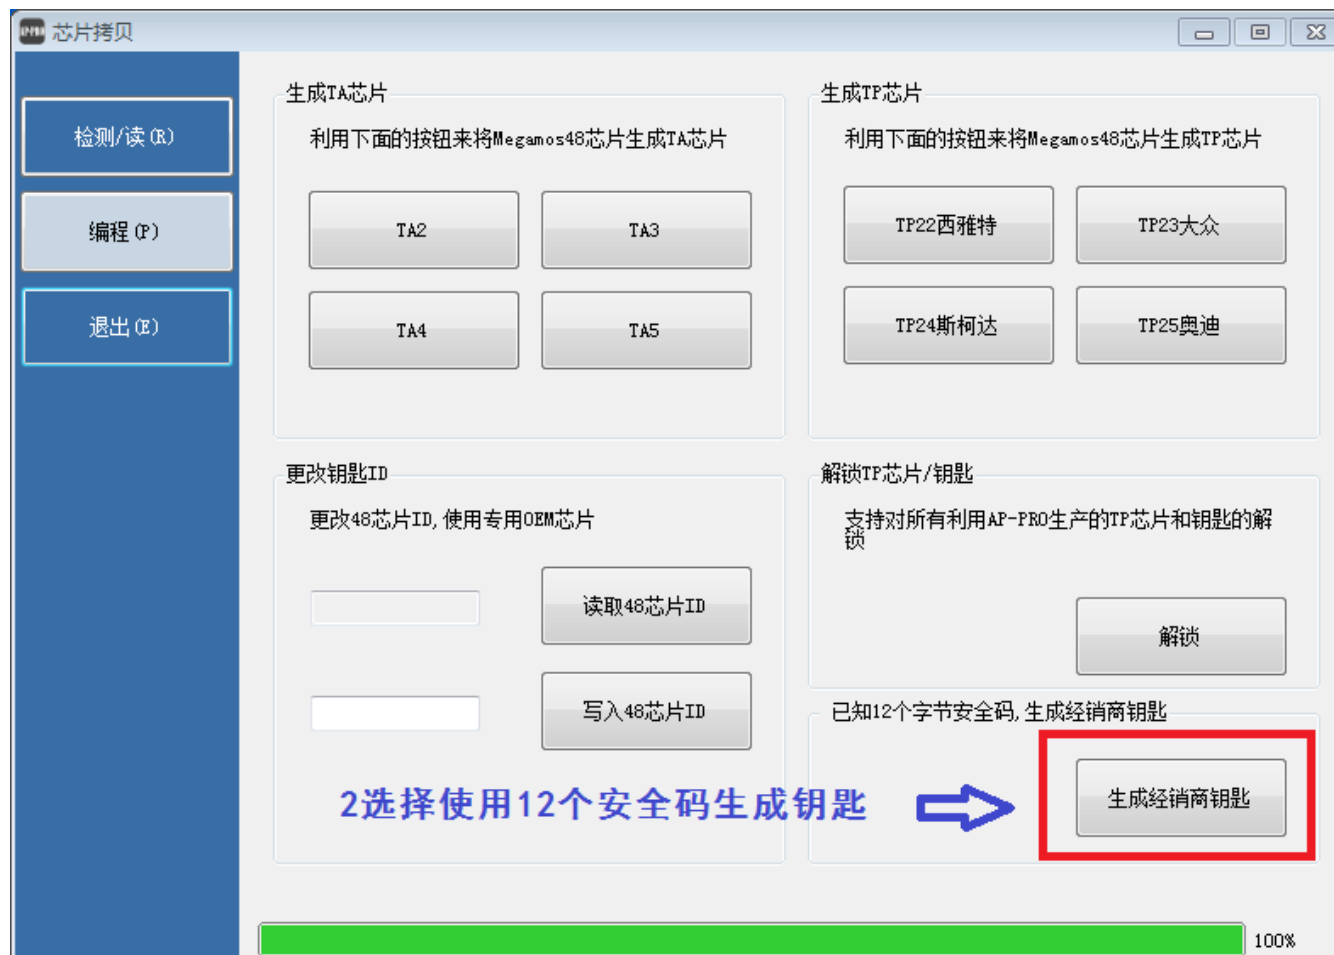 芯片拷贝
检测/读(R)
编程(P)
退出(E)
生成TA芯片
利用下面的按钮来将Megamos48芯片生成TA芯片
TA2
TA3
TA4
TA5
生成TP芯片
利用下面的按钮来将Megamos48芯片生成TP芯片
TP22西雅特
TP23大众
TP24斯柯达
TP25奥迪
更改钥匙ID
更改48芯片ID,使用专用OEM芯片
读取48芯片ID
写入48芯片ID
解锁TP芯片/钥匙
支持对所有利用AP-PRO生产的TP芯片和钥匙的解
锁
解锁
已知12个字节安全码,生成经销商钥匙
生成经销商钥匙
2选择使用12个安全码生成钥匙
100%